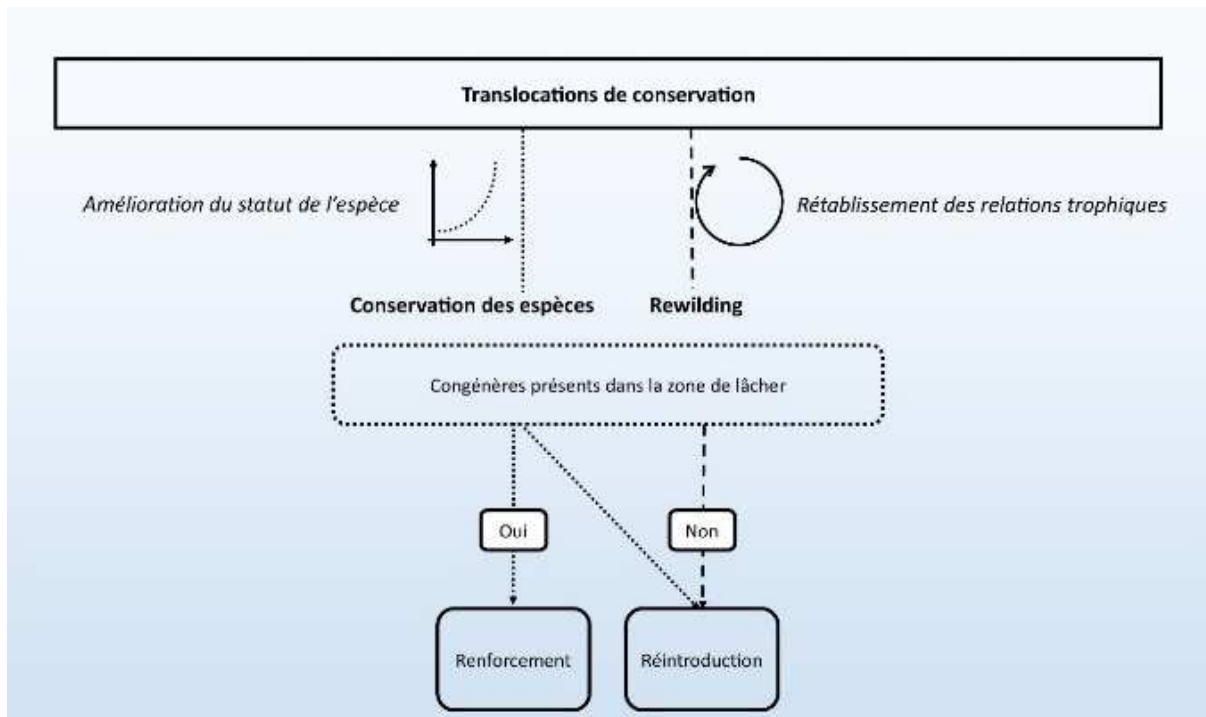 Translocations de conservation
Amélioration du statut de l'espèce
Rétablissement des relations trophiques
Conservation des espèces
Rewilding
Congénères présents dans la zone de lâcher
Oui
Non
Renforcement
Réintroduction